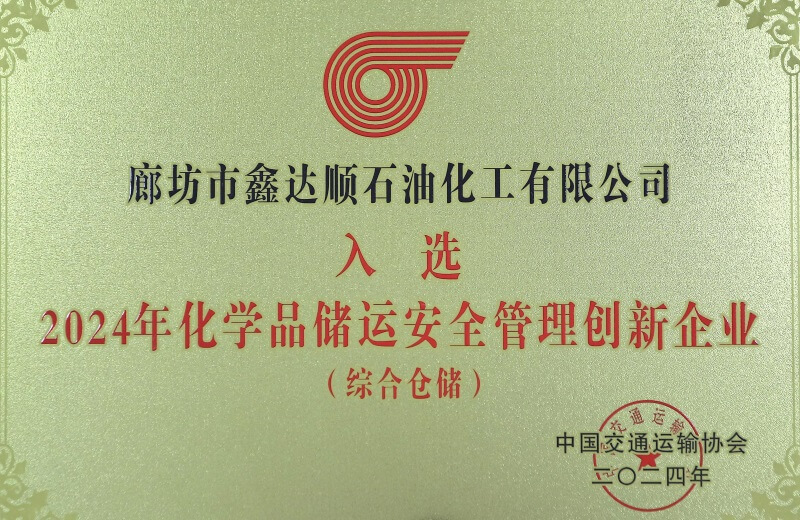 廊坊市鑫达顺石油化工有限公司
入 选
2024年化学品储运安全管理创新企业
（综合仓储）
中国交通运输协会
二〇二四年